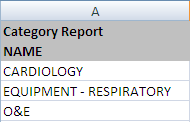 A
Category Report
NAME
CARDIOLOGY
EQUIPMENT - RESPIRATORY
O&E